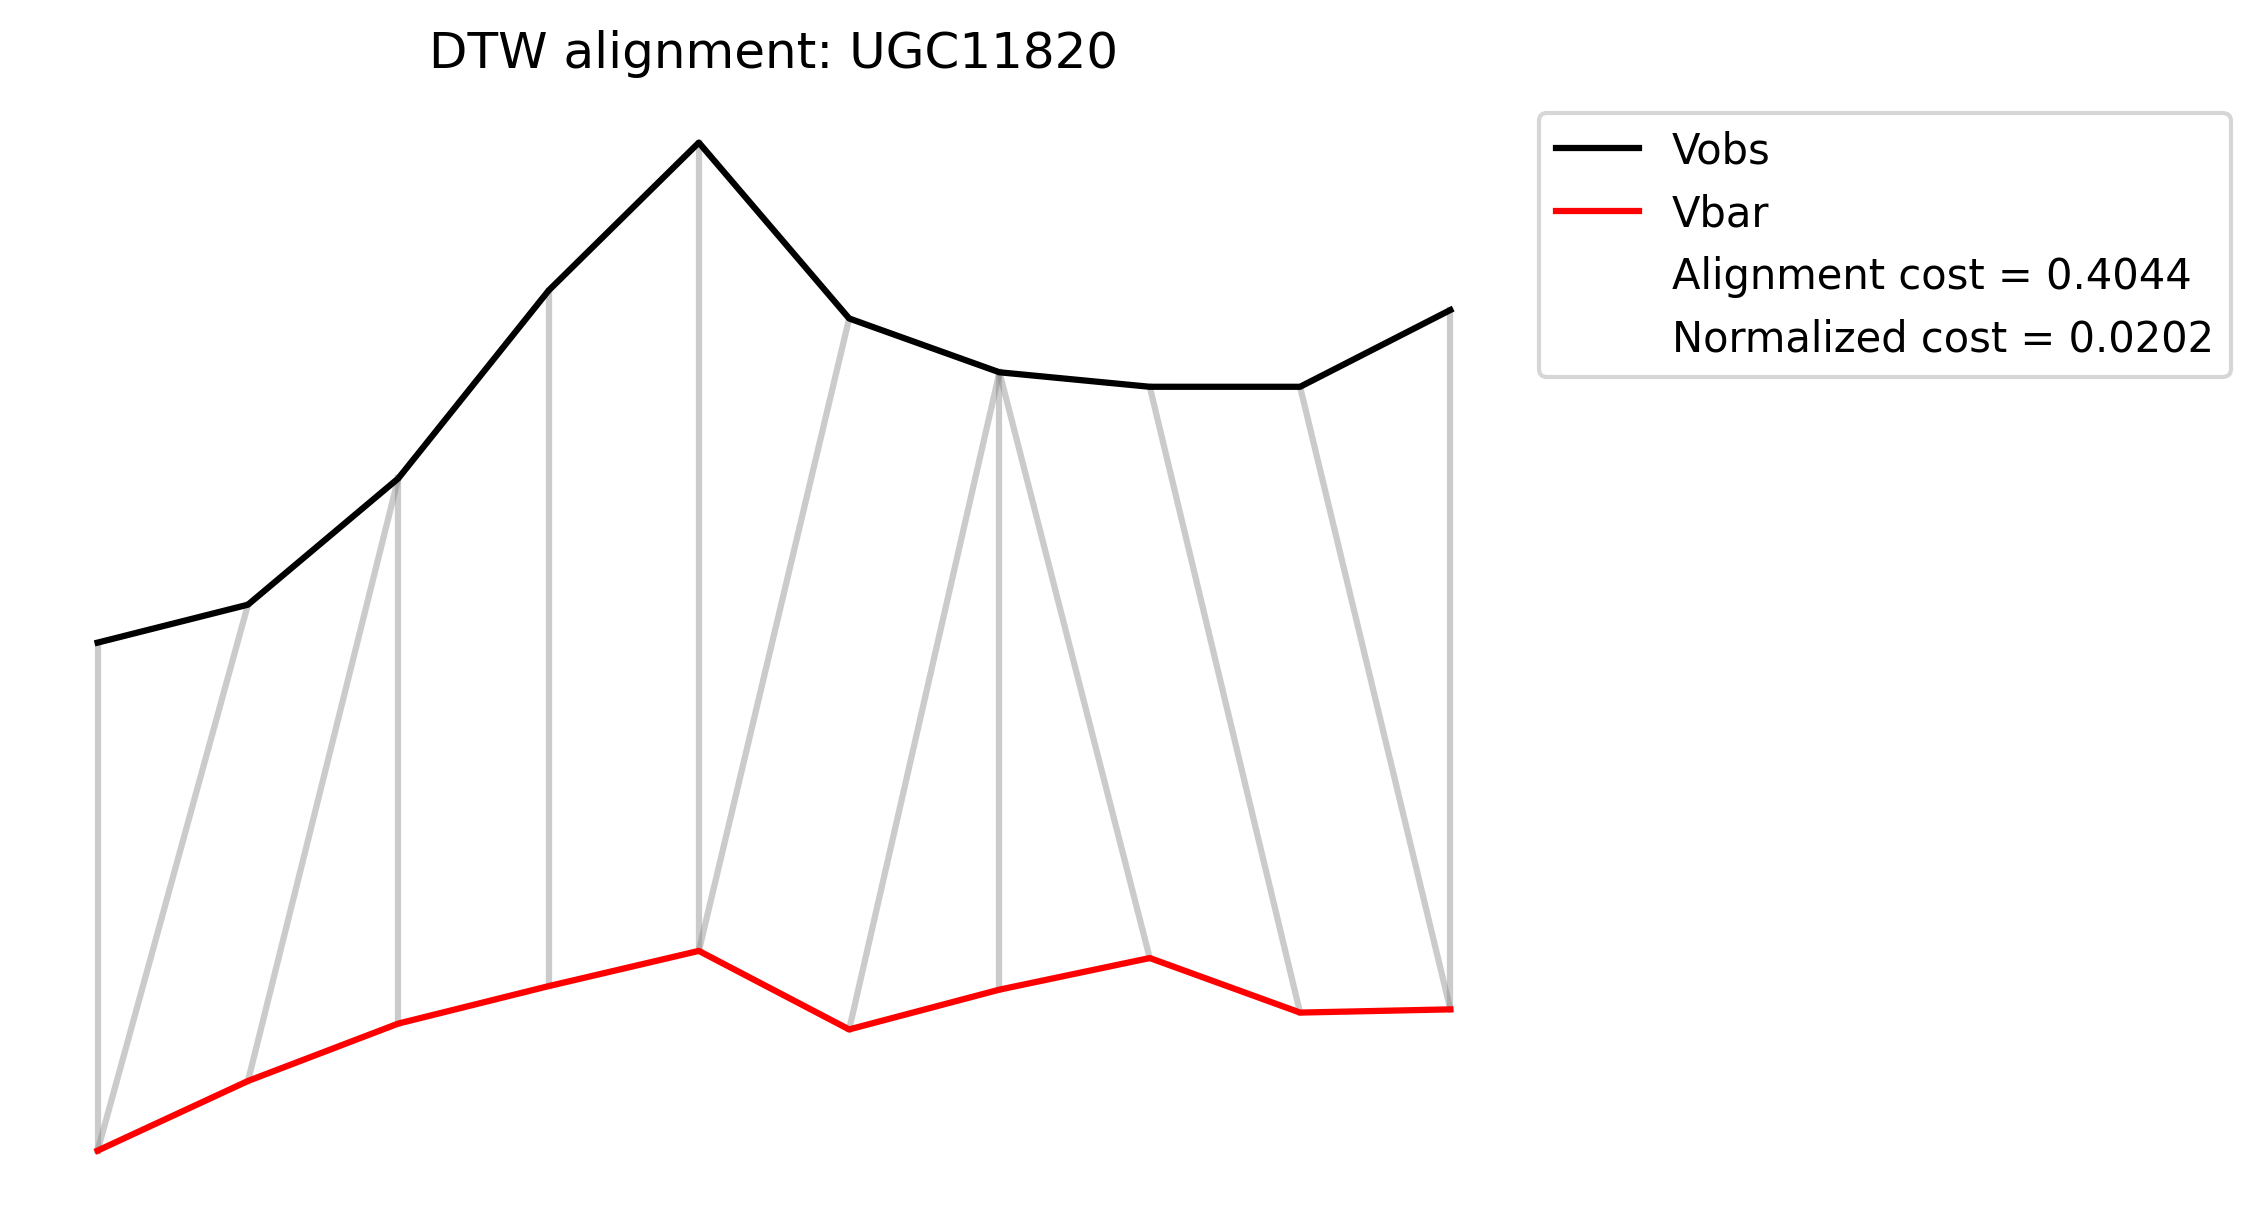 DTW alignment: UGC11820
Vobs
Vbar
Alignment cost = 0.4044
Normalized cost = 0.0202